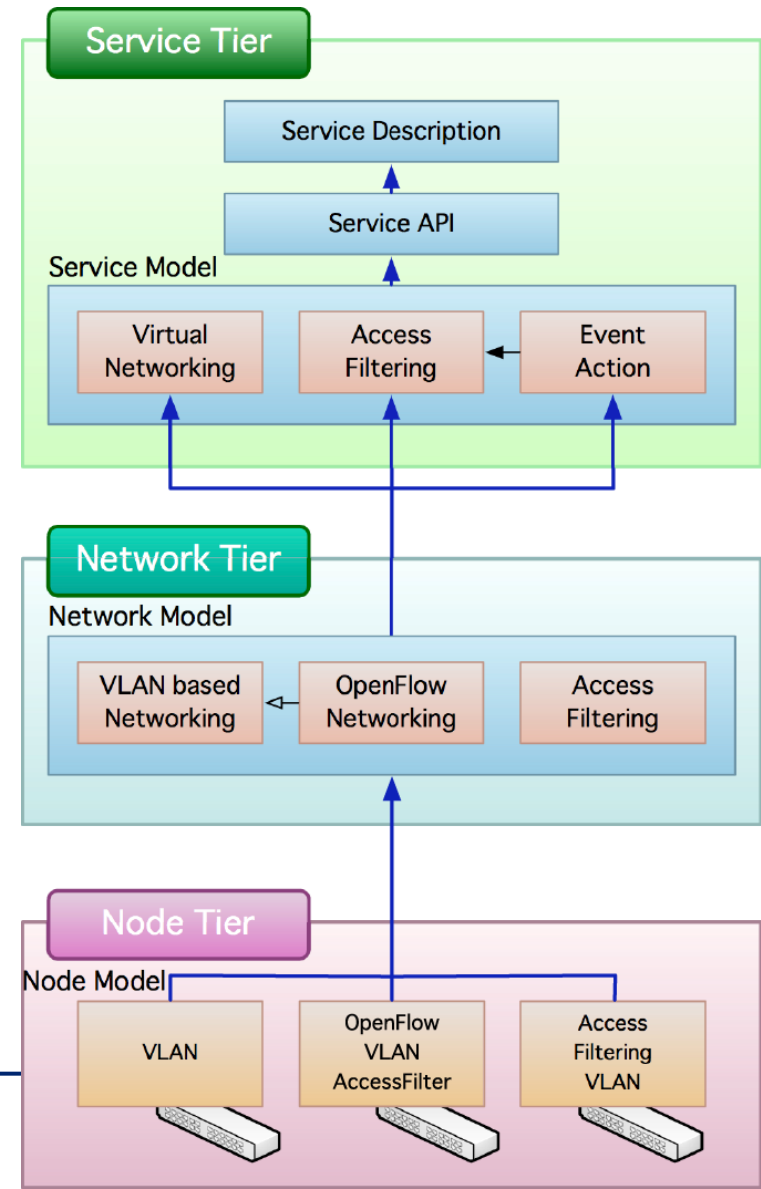 Service Tier
Service Description
Service API
Service Model
Virtual
Networking
Access
Filtering
Event
Action
Network Tier
Network Model
VLAN based
Networking
OpenFlow
Networking
Access
Filtering
Node Tier
Node Model
VLAN
OpenFlow
VLAN
AccessFilter
Access
Filtering
VLAN